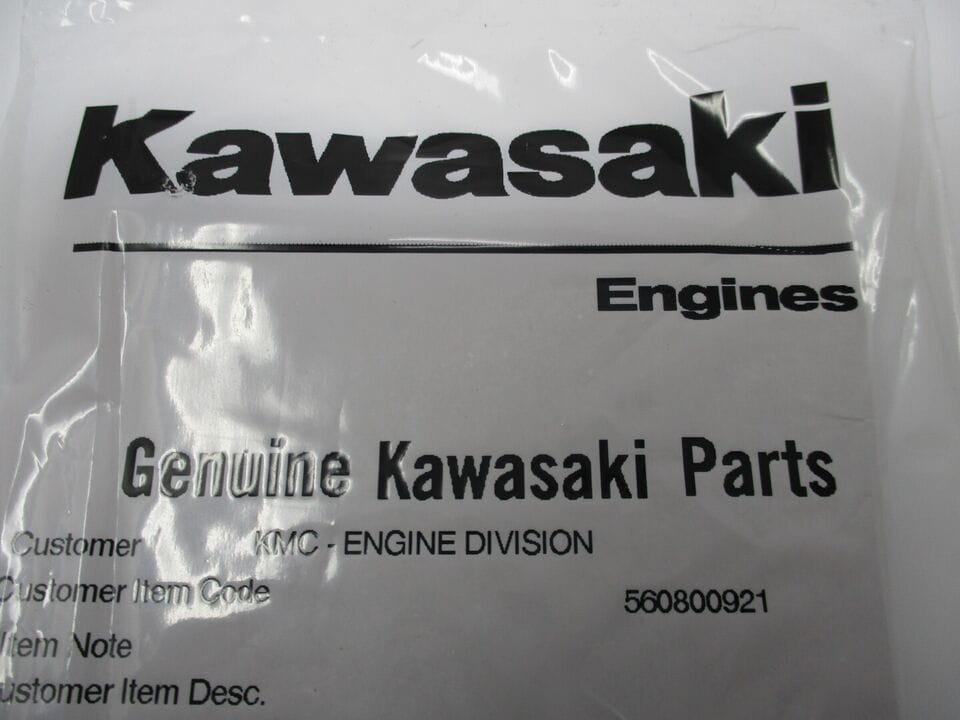 Kawasaki
Engines
Genuine Kawasaki Parts
Customer KMC - ENGINE DIVISION
Customer Item Code 560800921
Item Note
Customer Item Desc.